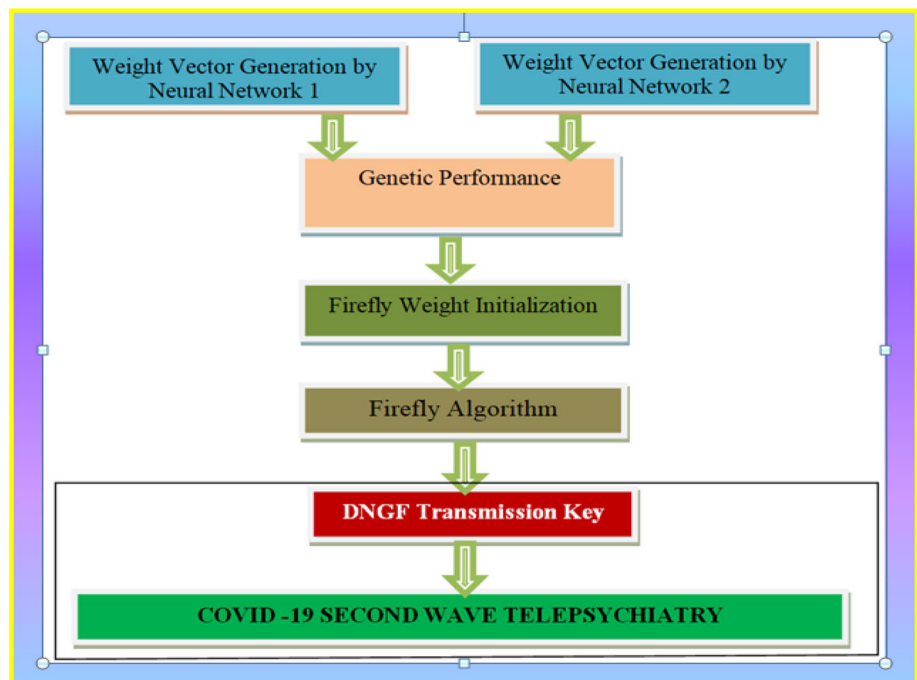 Weight Vector Generation by
Neural Network 1
Weight Vector Generation by
Neural Network 2
Genetic Performance
Firefly Weight Initialization
Firefly Algorithm
DNGF Transmission Key
COVID -19 SECOND WAVE TELEPSYCHIATRY